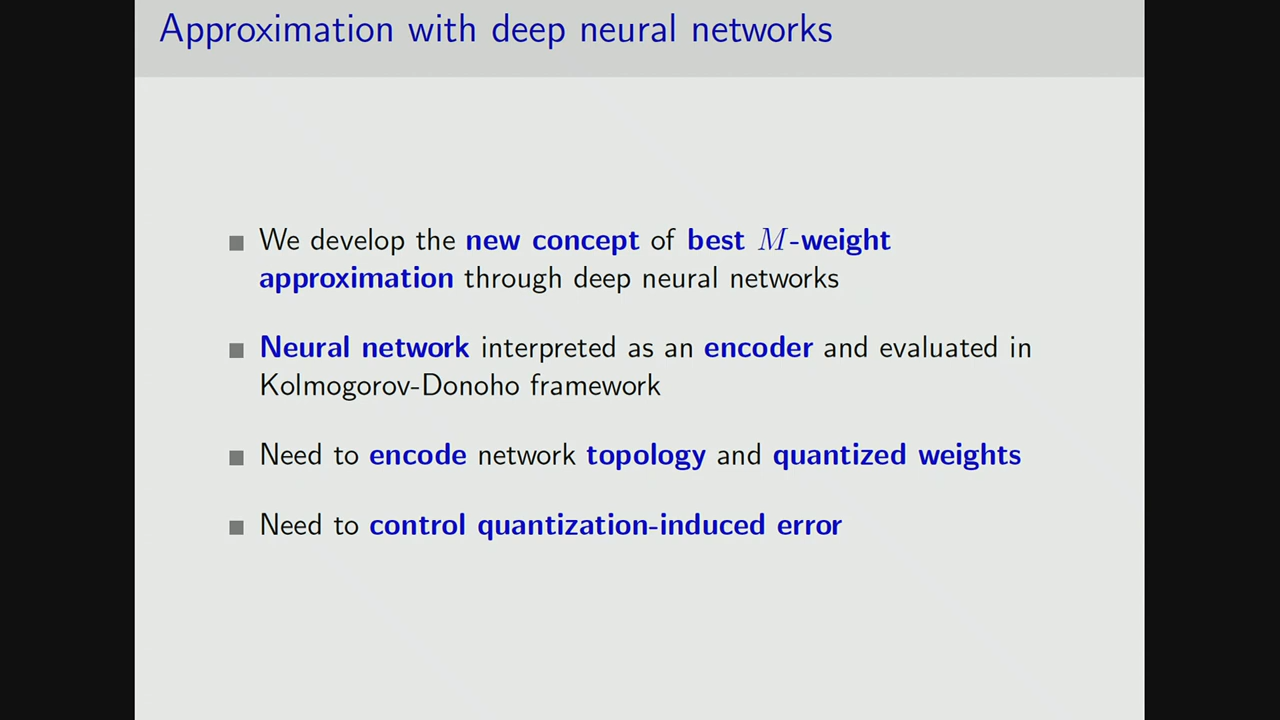 Approximation with deep neural networks
We develop the new concept of best M-weight
approximation through deep neural networks
Neural network interpreted as an encoder and evaluated in
Kolmogorov-Donoho framework
Need to encode network topology and quantized weights
Need to control quantization-induced error